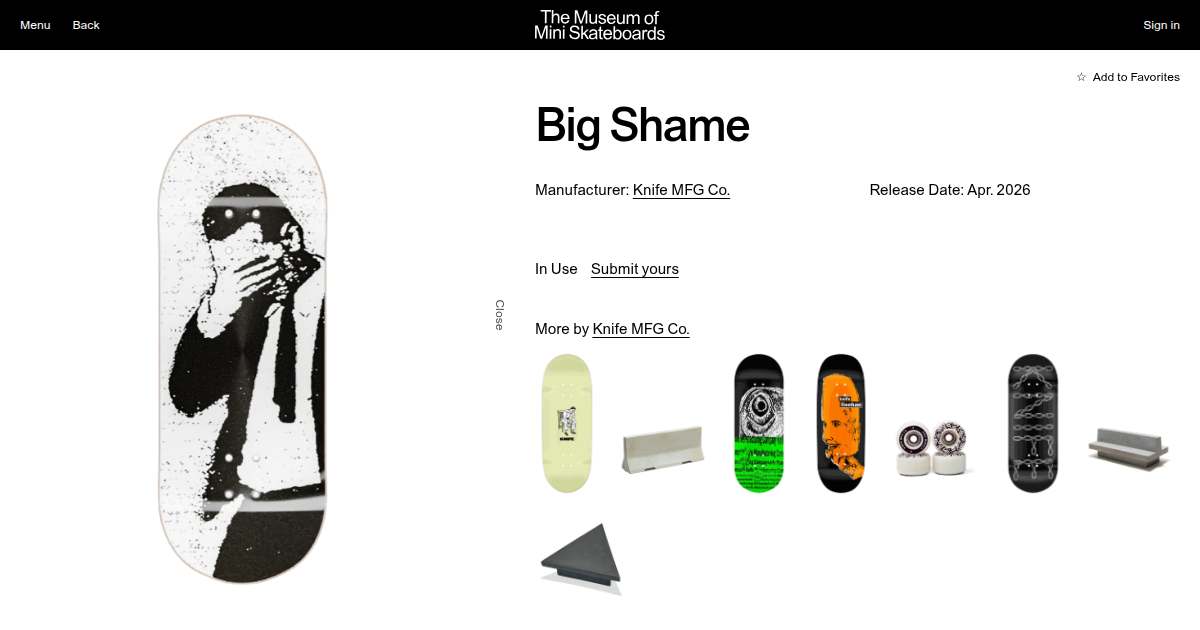 Menu
Back
The Museum of
Mini Skateboards
Sign in
☆ Add to Favorites
Big Shame
Manufacturer: Knife MFG Co.
Release Date: Apr. 2026
In Use Submit yours
Close
More by Knife MFG Co.
KNIFE